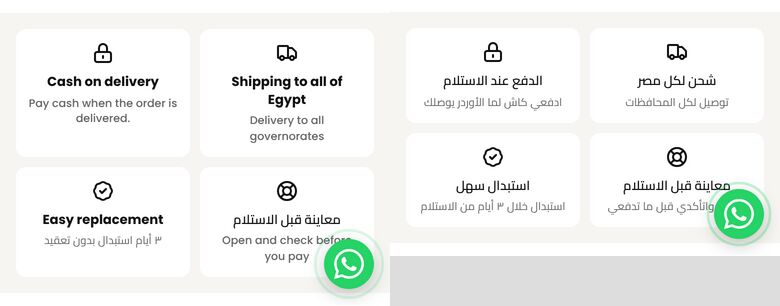 Cash on delivery
Pay cash when the order is
delivered.
Shipping to all of
Egypt
Delivery to all
governorates
Easy replacement
٣ أيام استبدال بدون تعقيد
معاينة قبل الاستلام
Open and check before
you pay
شحن لكل مصر
توصيل لكل المحافظات
الدفع عند الاستلام
ادفعي كاش لما الأوردر يوصلك
معاينة قبل الاستلام
واتأكدي قبل ما تدفعي
استبدال سهل
استبدال خلال ٣ أيام من الاستلام